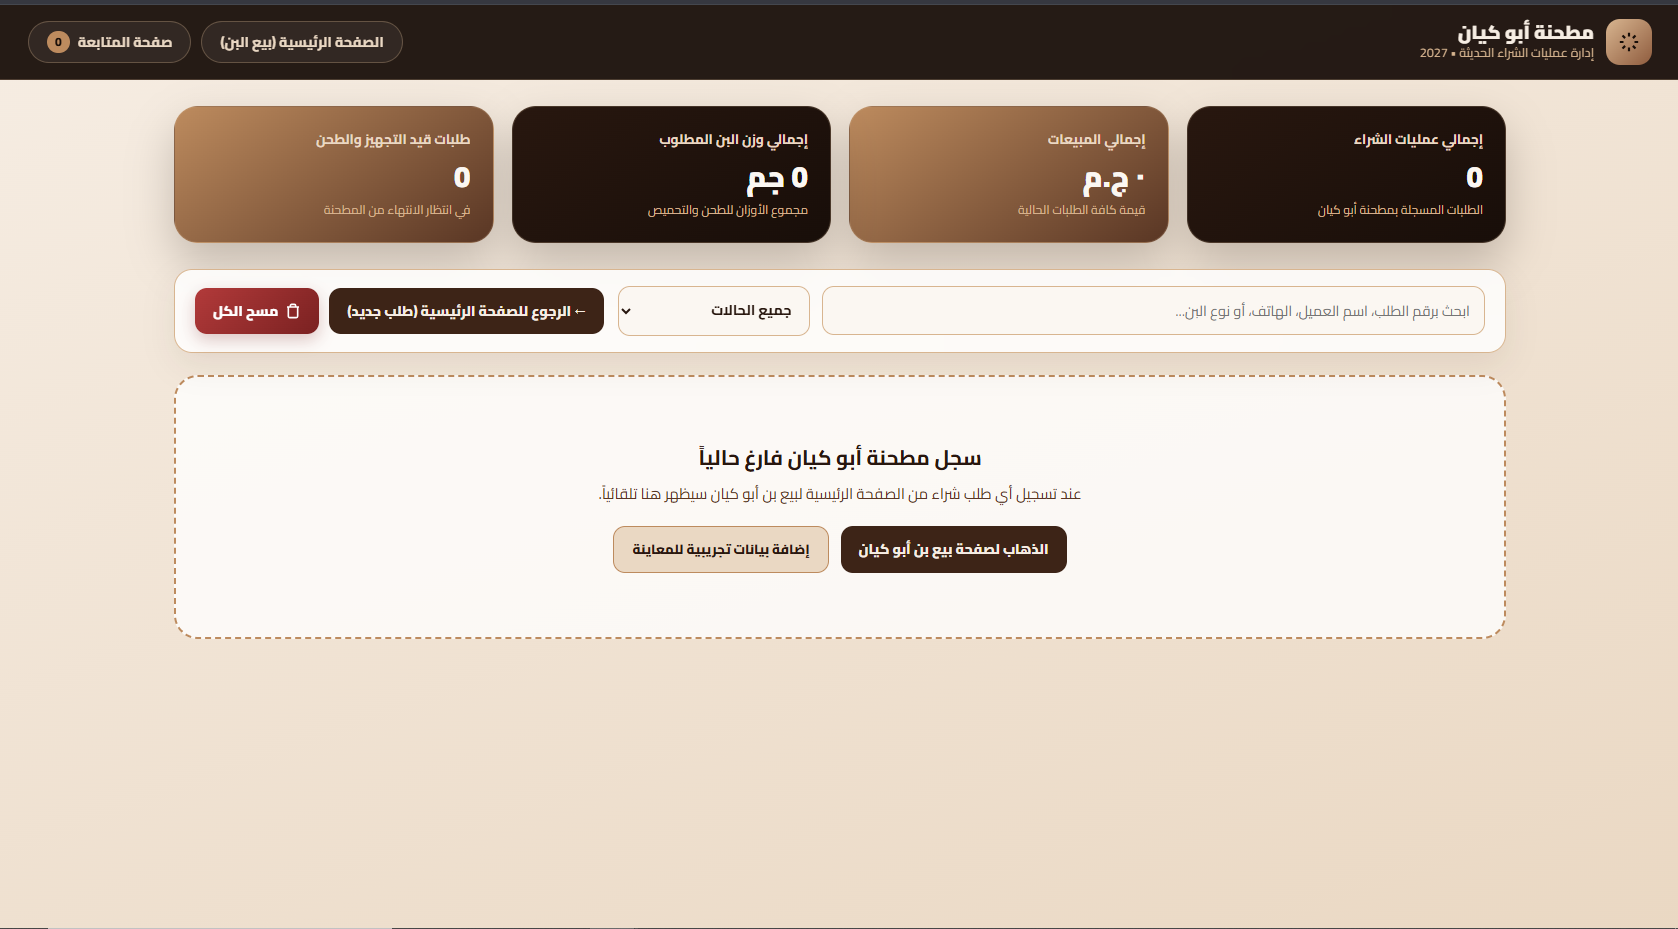 مطحنة أبو كيان
إدارة عمليات الشراء الحديثة • 2027
الصفحة الرئيسية (بيع البن)
صفحة المتابعة 0
إجمالي عمليات الشراء
0
الطلبات المسجلة بمطحنة أبو كيان
إجمالي المبيعات
٠ ج.م
قيمة كافة الطلبات الحالية
إجمالي وزن البن المطلوب
0 جم
مجموع الأوزان للطحن والتحميص
طلبات قيد التجهيز والطحن
0
في انتظار الانتهاء من المطحنة
ابحث برقم الطلب، اسم العميل، الهاتف، أو نوع البن...
جميع الحالات
← الرجوع للصفحة الرئيسية (طلب جديد)
مسح الكل
سجل مطحنة أبو كيان فارغ حالياً
عند تسجيل أي طلب شراء من الصفحة الرئيسية لبيع بن أبو كيان سيظهر هنا تلقائياً.
الذهاب لصفحة بيع بن أبو كيان
إضافة بيانات تجريبية للمعاينة